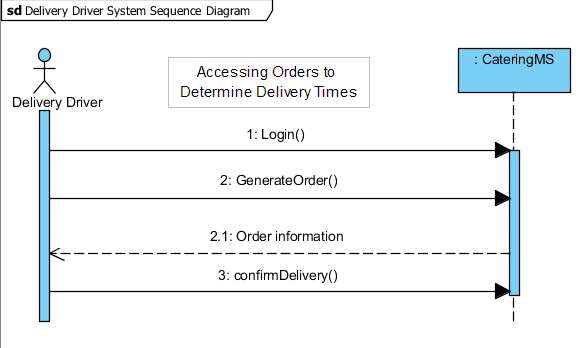 sd Delivery Driver System Sequence Diagram
Accessing Orders to
Determine Delivery Times
: CateringMS
Delivery Driver
1: Login()
2: GenerateOrder()
2.1: Order information
3: confirmDelivery()